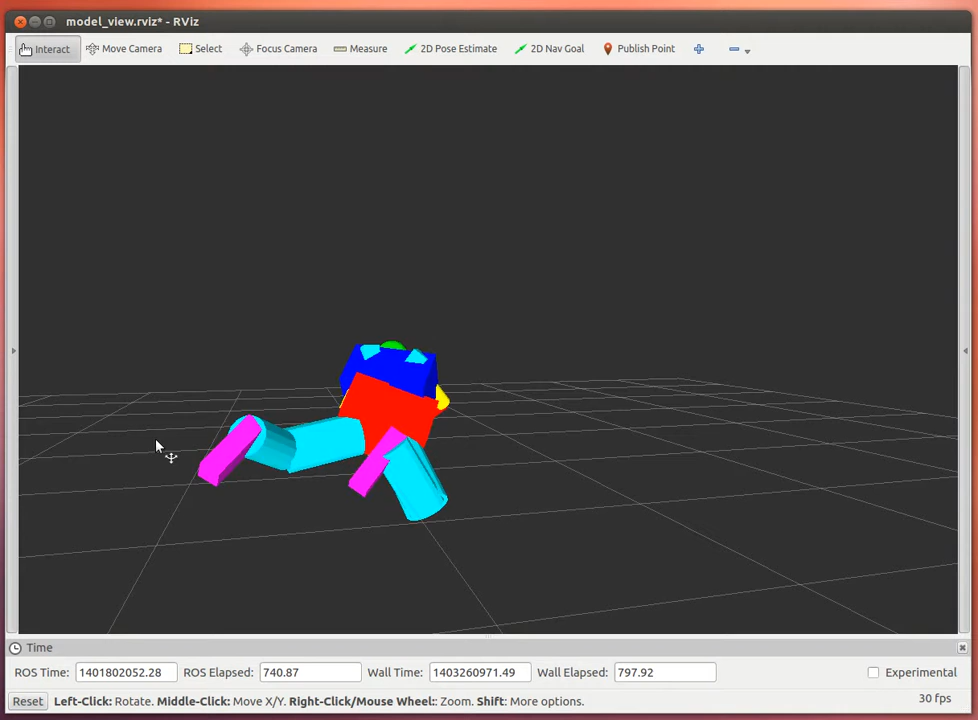 model_view.rviz* - RViz
Interact Move Camera Select Focus Camera Measure 2D Pose Estimate 2D Nav Goal Publish Point
Time
ROS Time: 1401802052.28 ROS Elapsed: 740.87 Wall Time: 1403260971.49 Wall Elapsed: 797.92 Experimental
Reset Left-Click: Rotate. Middle-Click: Move X/Y. Right-Click/Mouse Wheel:: Zoom. Shift: More options. 30 fps